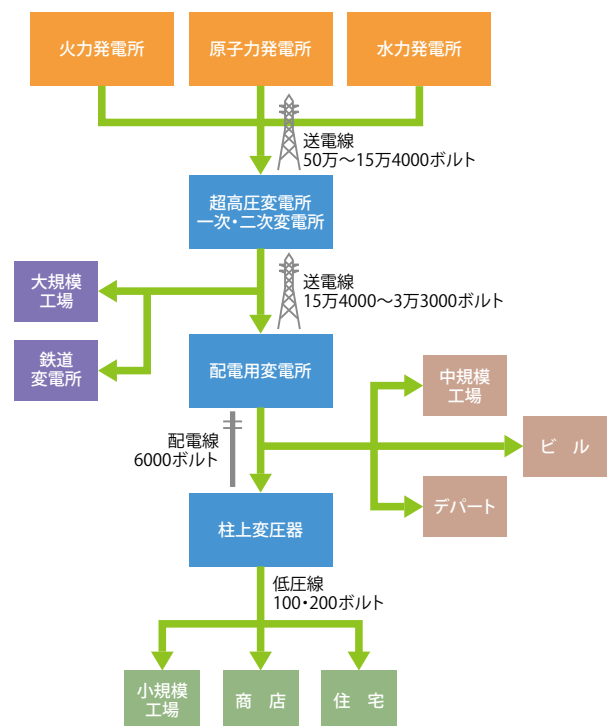 火力発電所
原子力発電所
水力発電所
送電線
50万～15万4000ボルト
超高圧変電所
一次・二次変電所
大規模
工場
送電線
15万4000～3万3000ボルト
鉄道
変電所
配電用変電所
中規模
工場
配電線
6000ボルト
ビ　ル
デパート
柱上変圧器
低圧線
100・200ボルト
小規模
工場
商　店
住　宅